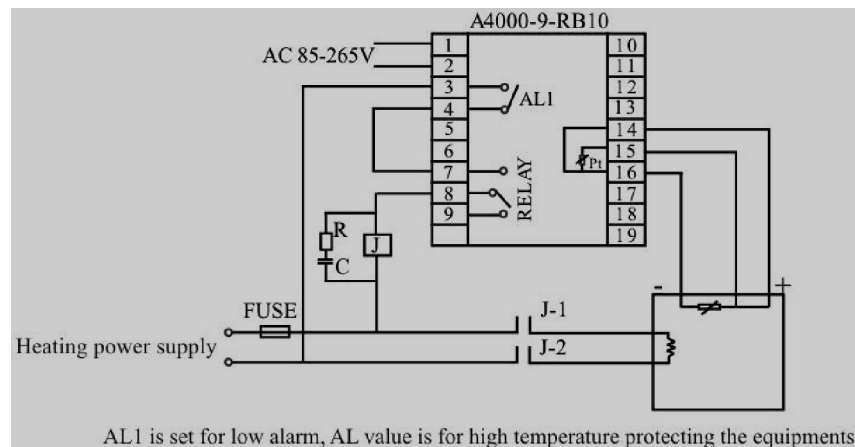 A4000-9-RB10
AC 85-265V
1
2
3
4
5
6
7
8
9
AL1
RELAY
10
11
12
13
14
15
16
17
18
19
Pt
R
J
C
FUSE
J-1
J-2
- +
Heating power supply
AL1 is set for low alarm, AL value is for high temperature protecting the equipments